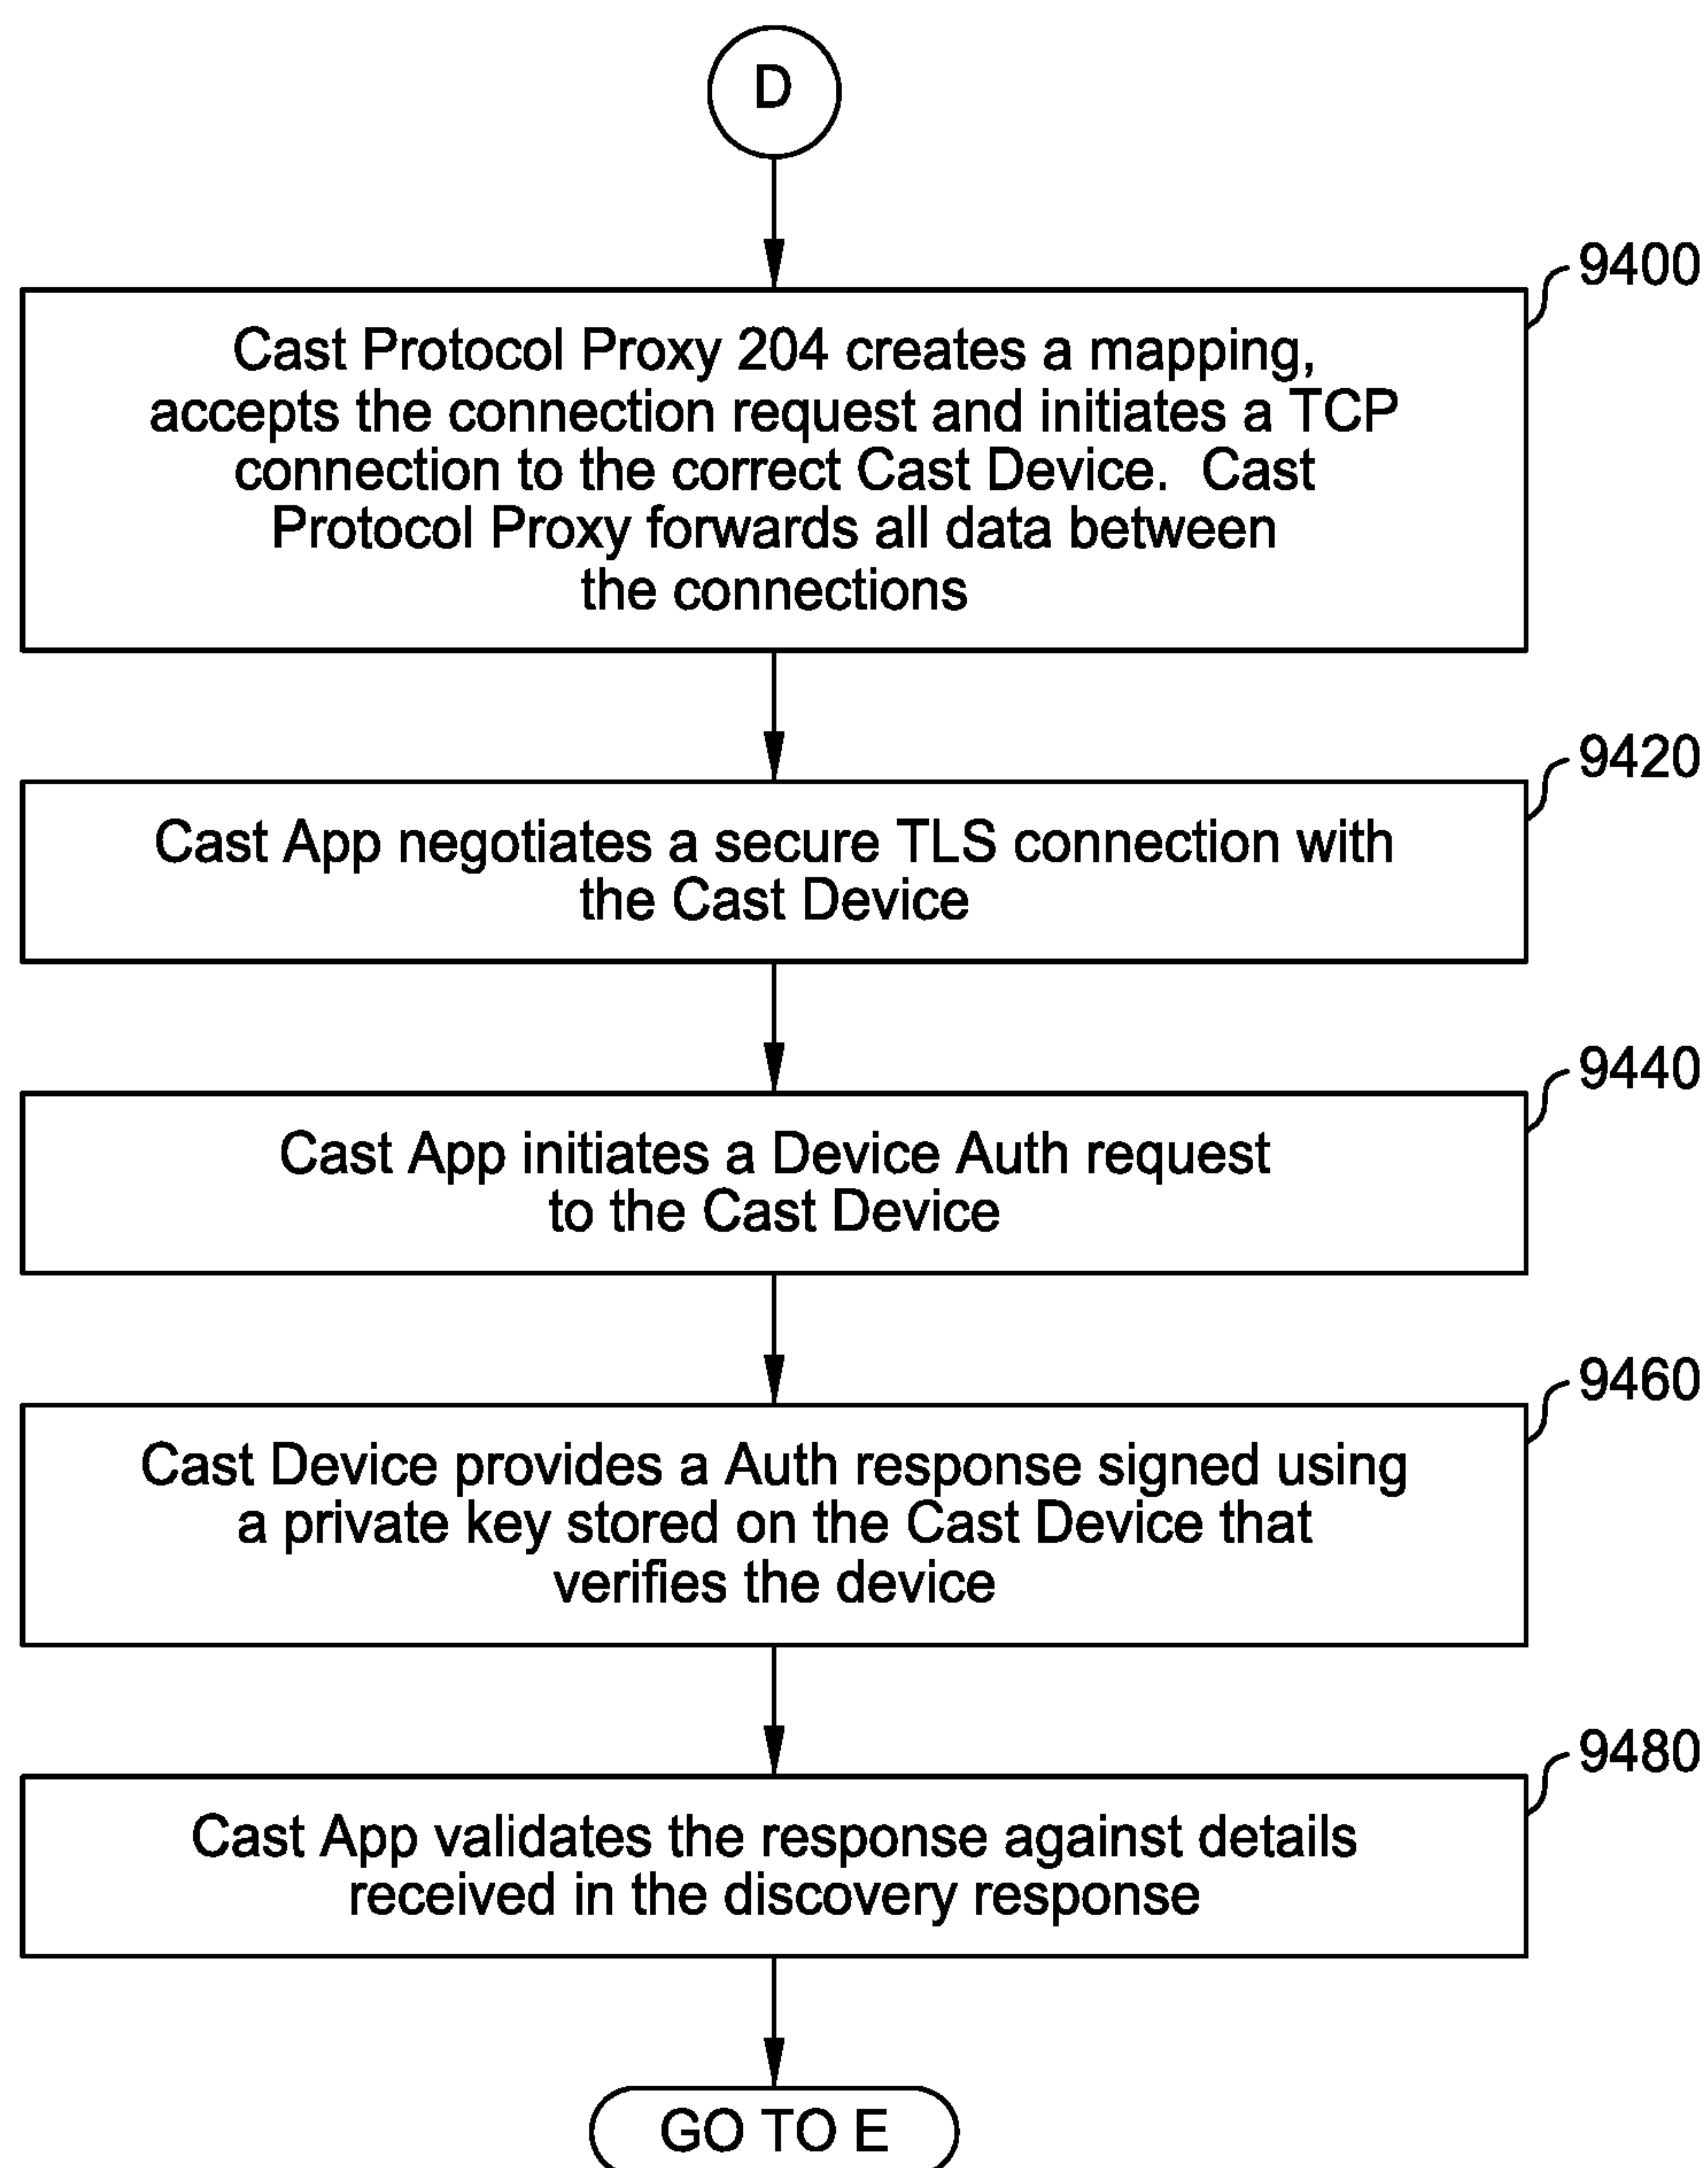 D
9400
Cast Protocol Proxy 204 creates a mapping,
accepts the connection request and initiates a TCP
connection to the correct Cast Device.  Cast
Protocol Proxy forwards all data between
the connections
9420
Cast App negotiates a secure TLS connection with
the Cast Device
9440
Cast App initiates a Device Auth request
to the Cast Device
9460
Cast Device provides a Auth response signed using
a private key stored on the Cast Device that
verifies the device
9480
Cast App validates the response against details
received in the discovery response
GO TO E